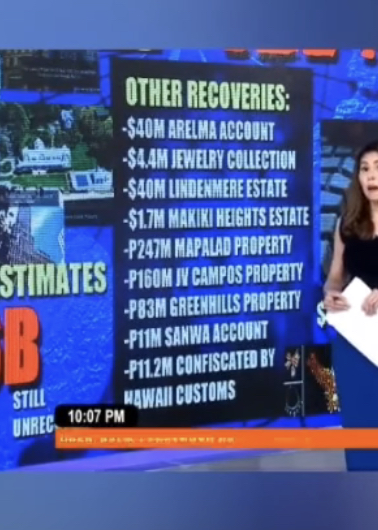 OTHER RECOVERIES:
-$40M ARELMA ACCOUNT
-$4.4M JEWELRY COLLECTION
-$40M LINDENMERE ESTATE
-$1.7M MAKIKI HEIGHTS ESTATE
-P247M MAPALAD PROPERTY
-P160M JV CAMPOS PROPERTY
-P83M GREENHILLS PROPERTY
-P11M SANWA ACCOUNT
-P11.2M CONFISCATED BY
HAWAII CUSTOMS
STIMATES
B
STILL
UNREC
10:07 PM
$